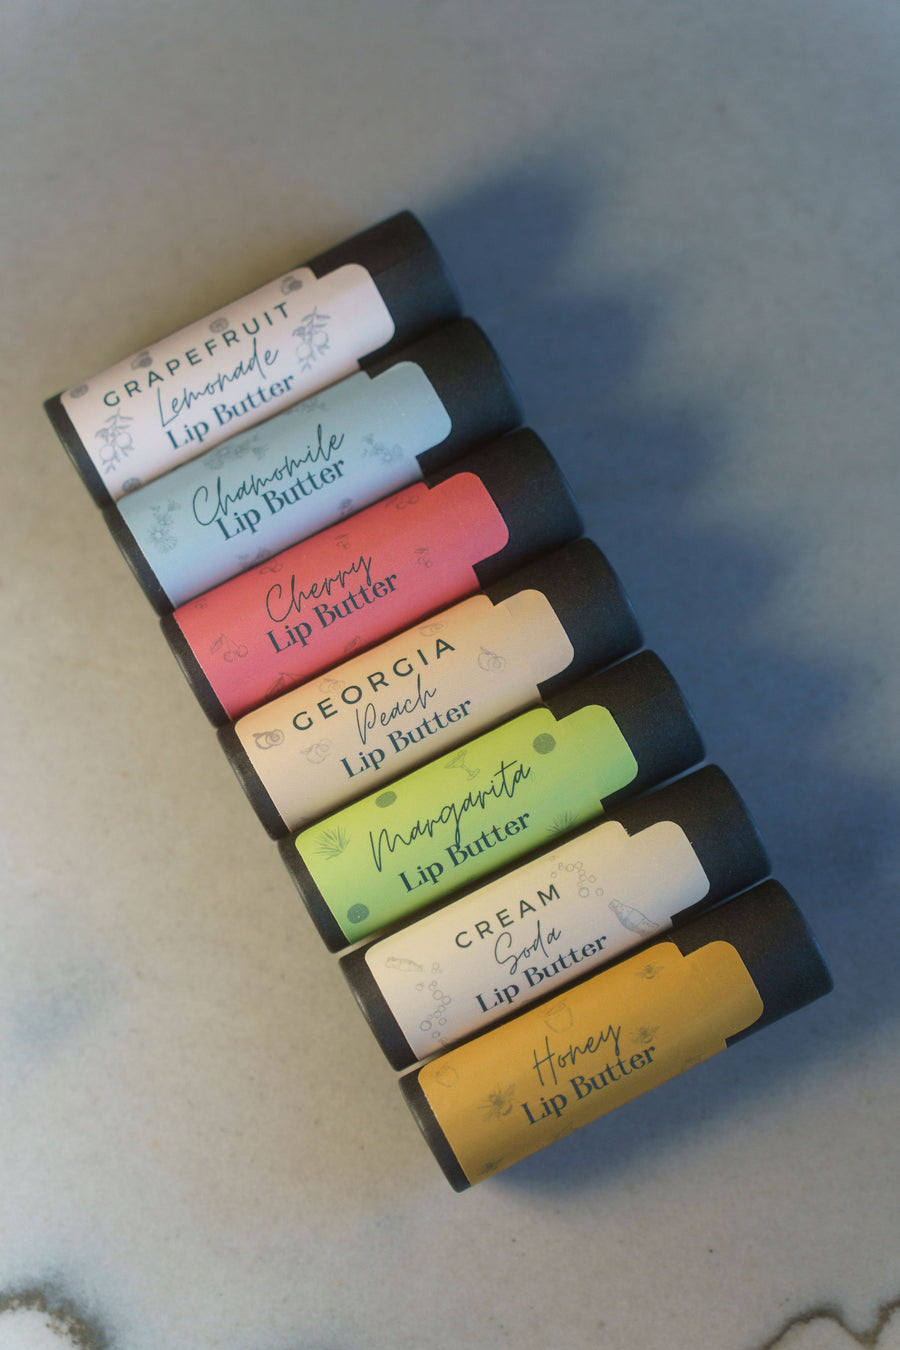 GRAPEFRUIT
Lemonade
Lip Butter
Chamomile
Lip Butter
Cherry
Lip Butter
GEORGIA
Peach
Lip Butter
Margarita
Lip Butter
CREAM
Soda
Lip Butter
Honey
Lip Butter